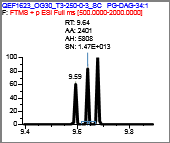 QEF1623_OG30_T3-250-0-3_SC PG-DAG-34:1
F: FTMS + p ESI Full ms [500.0000-2000.0000]
RT: 9.64
AA: 2401
AH: 5808
SN: 1.47E+013
100
80
60
40
20
0
9.59
9.4
9.6
9.8